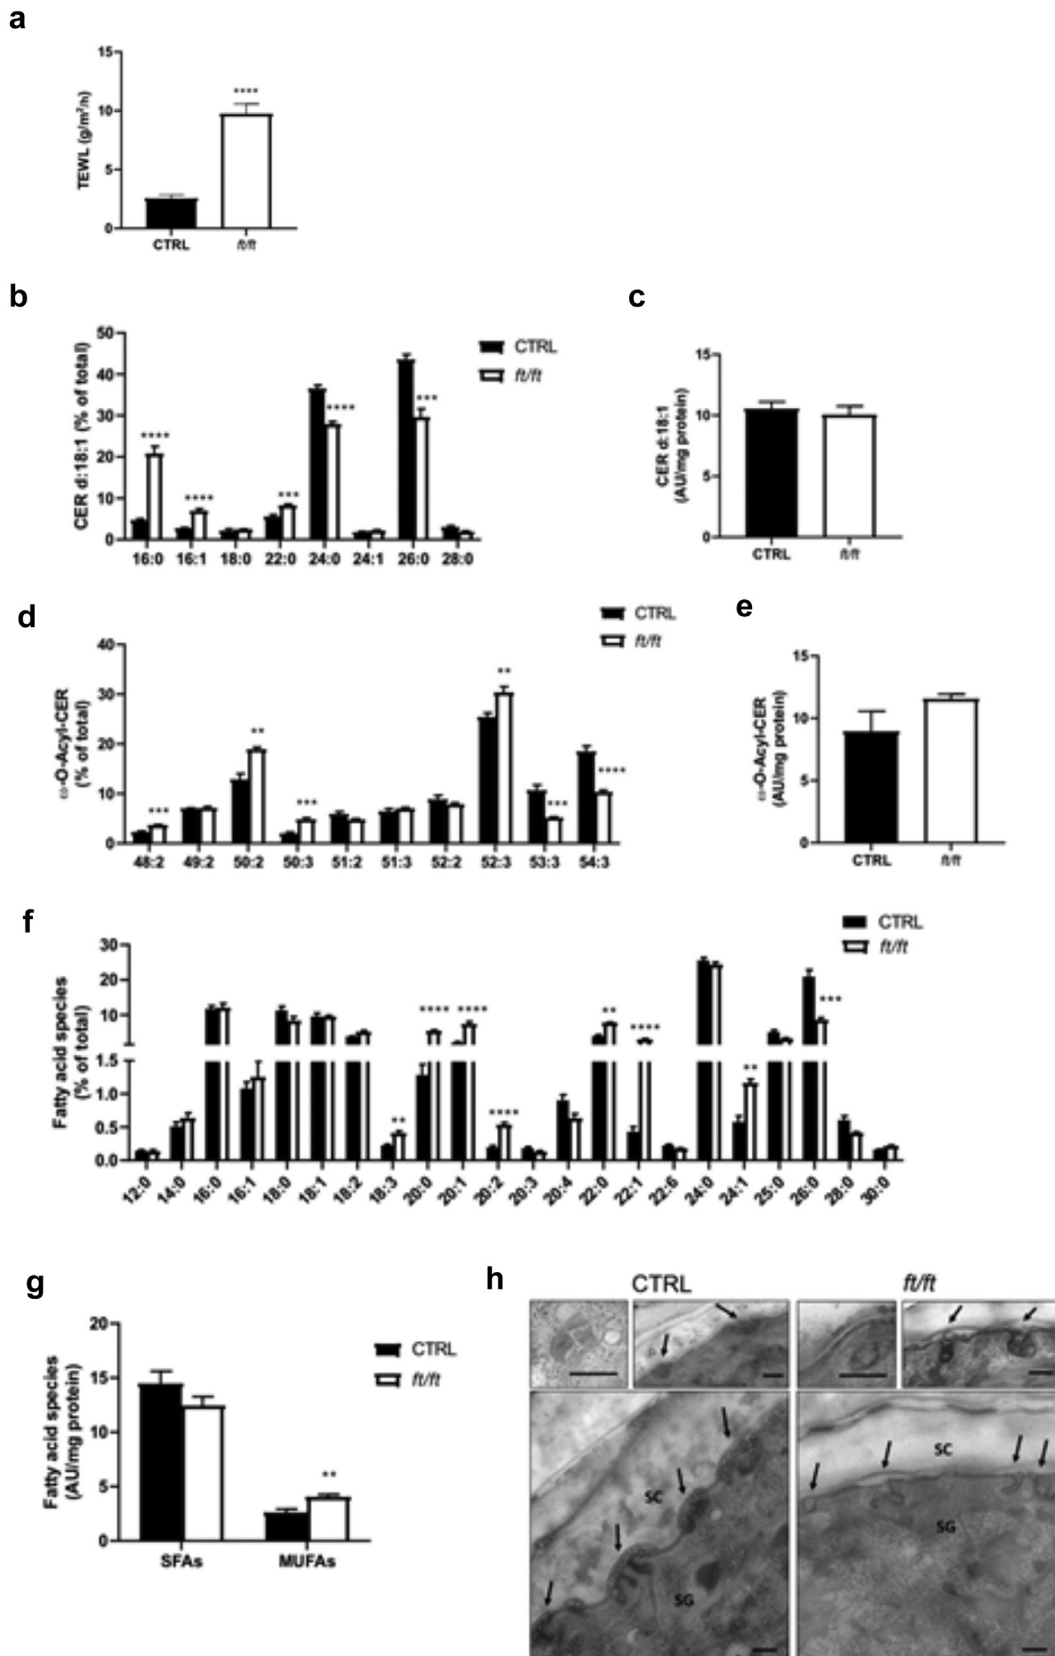 a
15
10
5
0
TEWL (g/m²/h)
****
CTRL
ft/ft
b
50
40
30
20
10
0
CER d:18:1 (% of total)
CTRL
ft/ft
****
****
***
****
***
16:0 16:1 18:0 22:0 24:0 24:1 26:0 28:0
c
15
10
5
0
CER d:18:1
(AU/mg protein)
CTRL
ft/ft
d
40
30
20
10
0
ω-O-Acyl-CER
(% of total)
CTRL
ft/ft
***
**
***
**
***
****
48:2 49:2 50:2 50:3 51:2 51:3 52:2 52:3 53:3 54:3
e
15
10
5
0
ω-O-Acyl-CER
(AU/mg protein)
CTRL
ft/ft
f
30
20
10
1.5
1.0
0.5
0.0
Fatty acid species
(% of total)
CTRL
ft/ft
**
****
****
****
**
****
**
***
12:0 14:0 16:0 16:1 18:0 18:1 18:2 18:3 20:0 20:1 20:2 20:3 20:4 22:0 22:1 22:6 24:0 24:1 25:0 26:0 28:0 30:0
g
20
15
10
5
0
Fatty acid species
(AU/mg protein)
CTRL
ft/ft
**
SFAs
MUFAs
h
CTRL
ft/ft
SC
SG
SC
SG